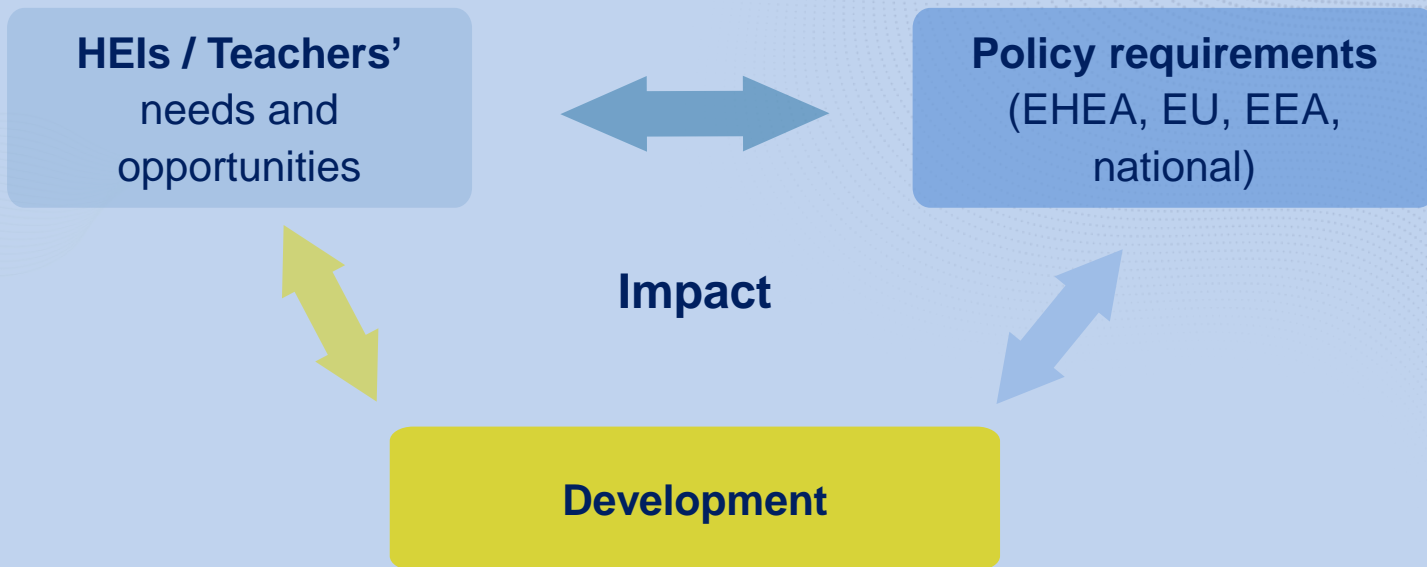 HEIs / Teachers’
needs and
opportunities
Policy requirements
(EHEA, EU, EEA,
national)
Impact
Development